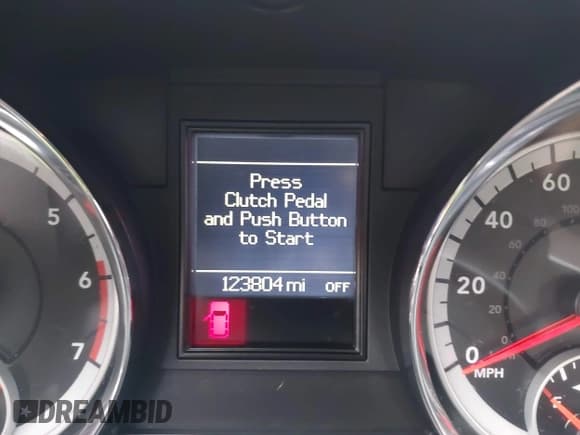 Press
Clutch Pedal
and Push Button
to Start
123804 mi OFF
5
6
7
0
20
40
60
MPH
DREAMBID